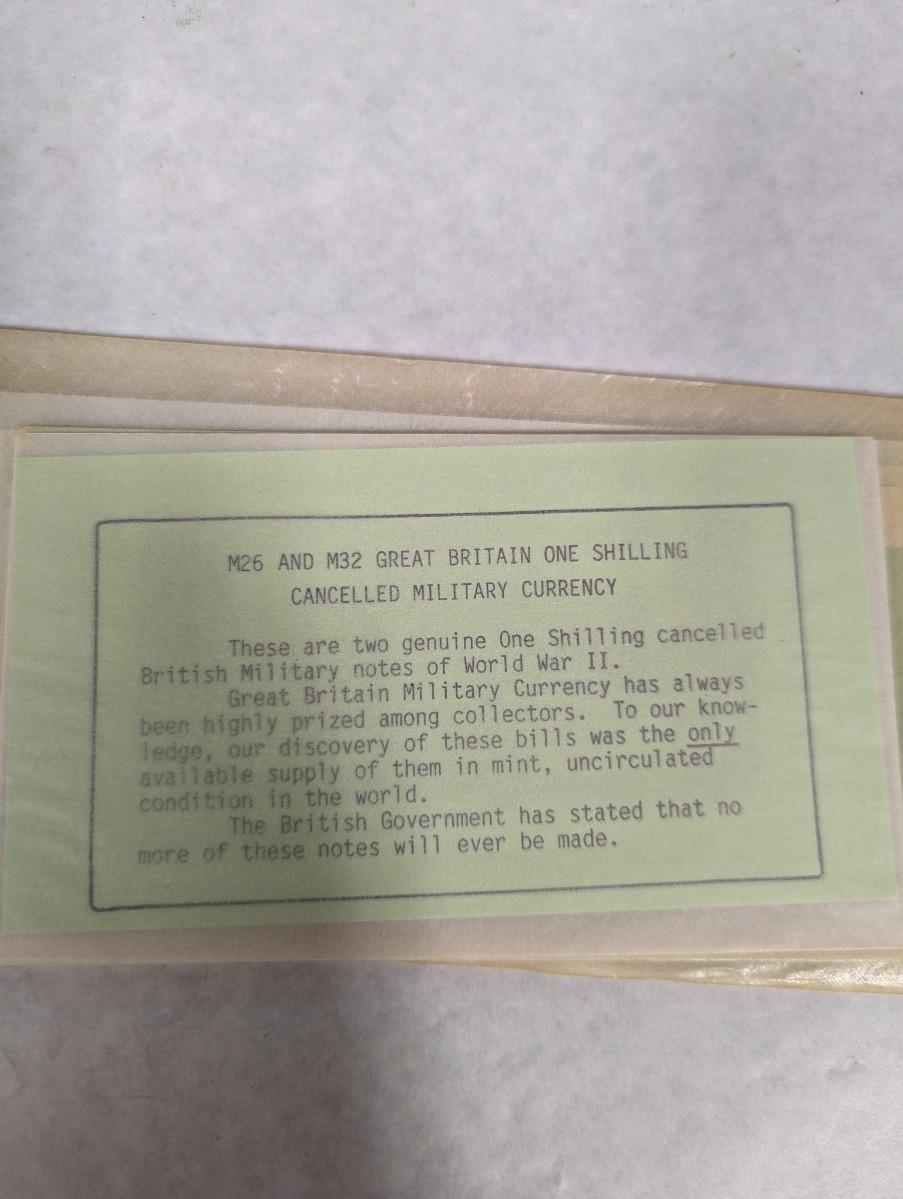 M26 AND M32 GREAT BRITAIN ONE SHILLING
CANCELLED MILITARY CURRENCY
These are two genuine One Shilling cancelled
British Military notes of World War II.
Great Britain Military Currency has always
been highly prized among collectors. To our know-
ledge, our discovery of these bills was the only
available supply of them in mint, uncirculated
condition in the world.
The British Government has stated that no
more of these notes will ever be made.